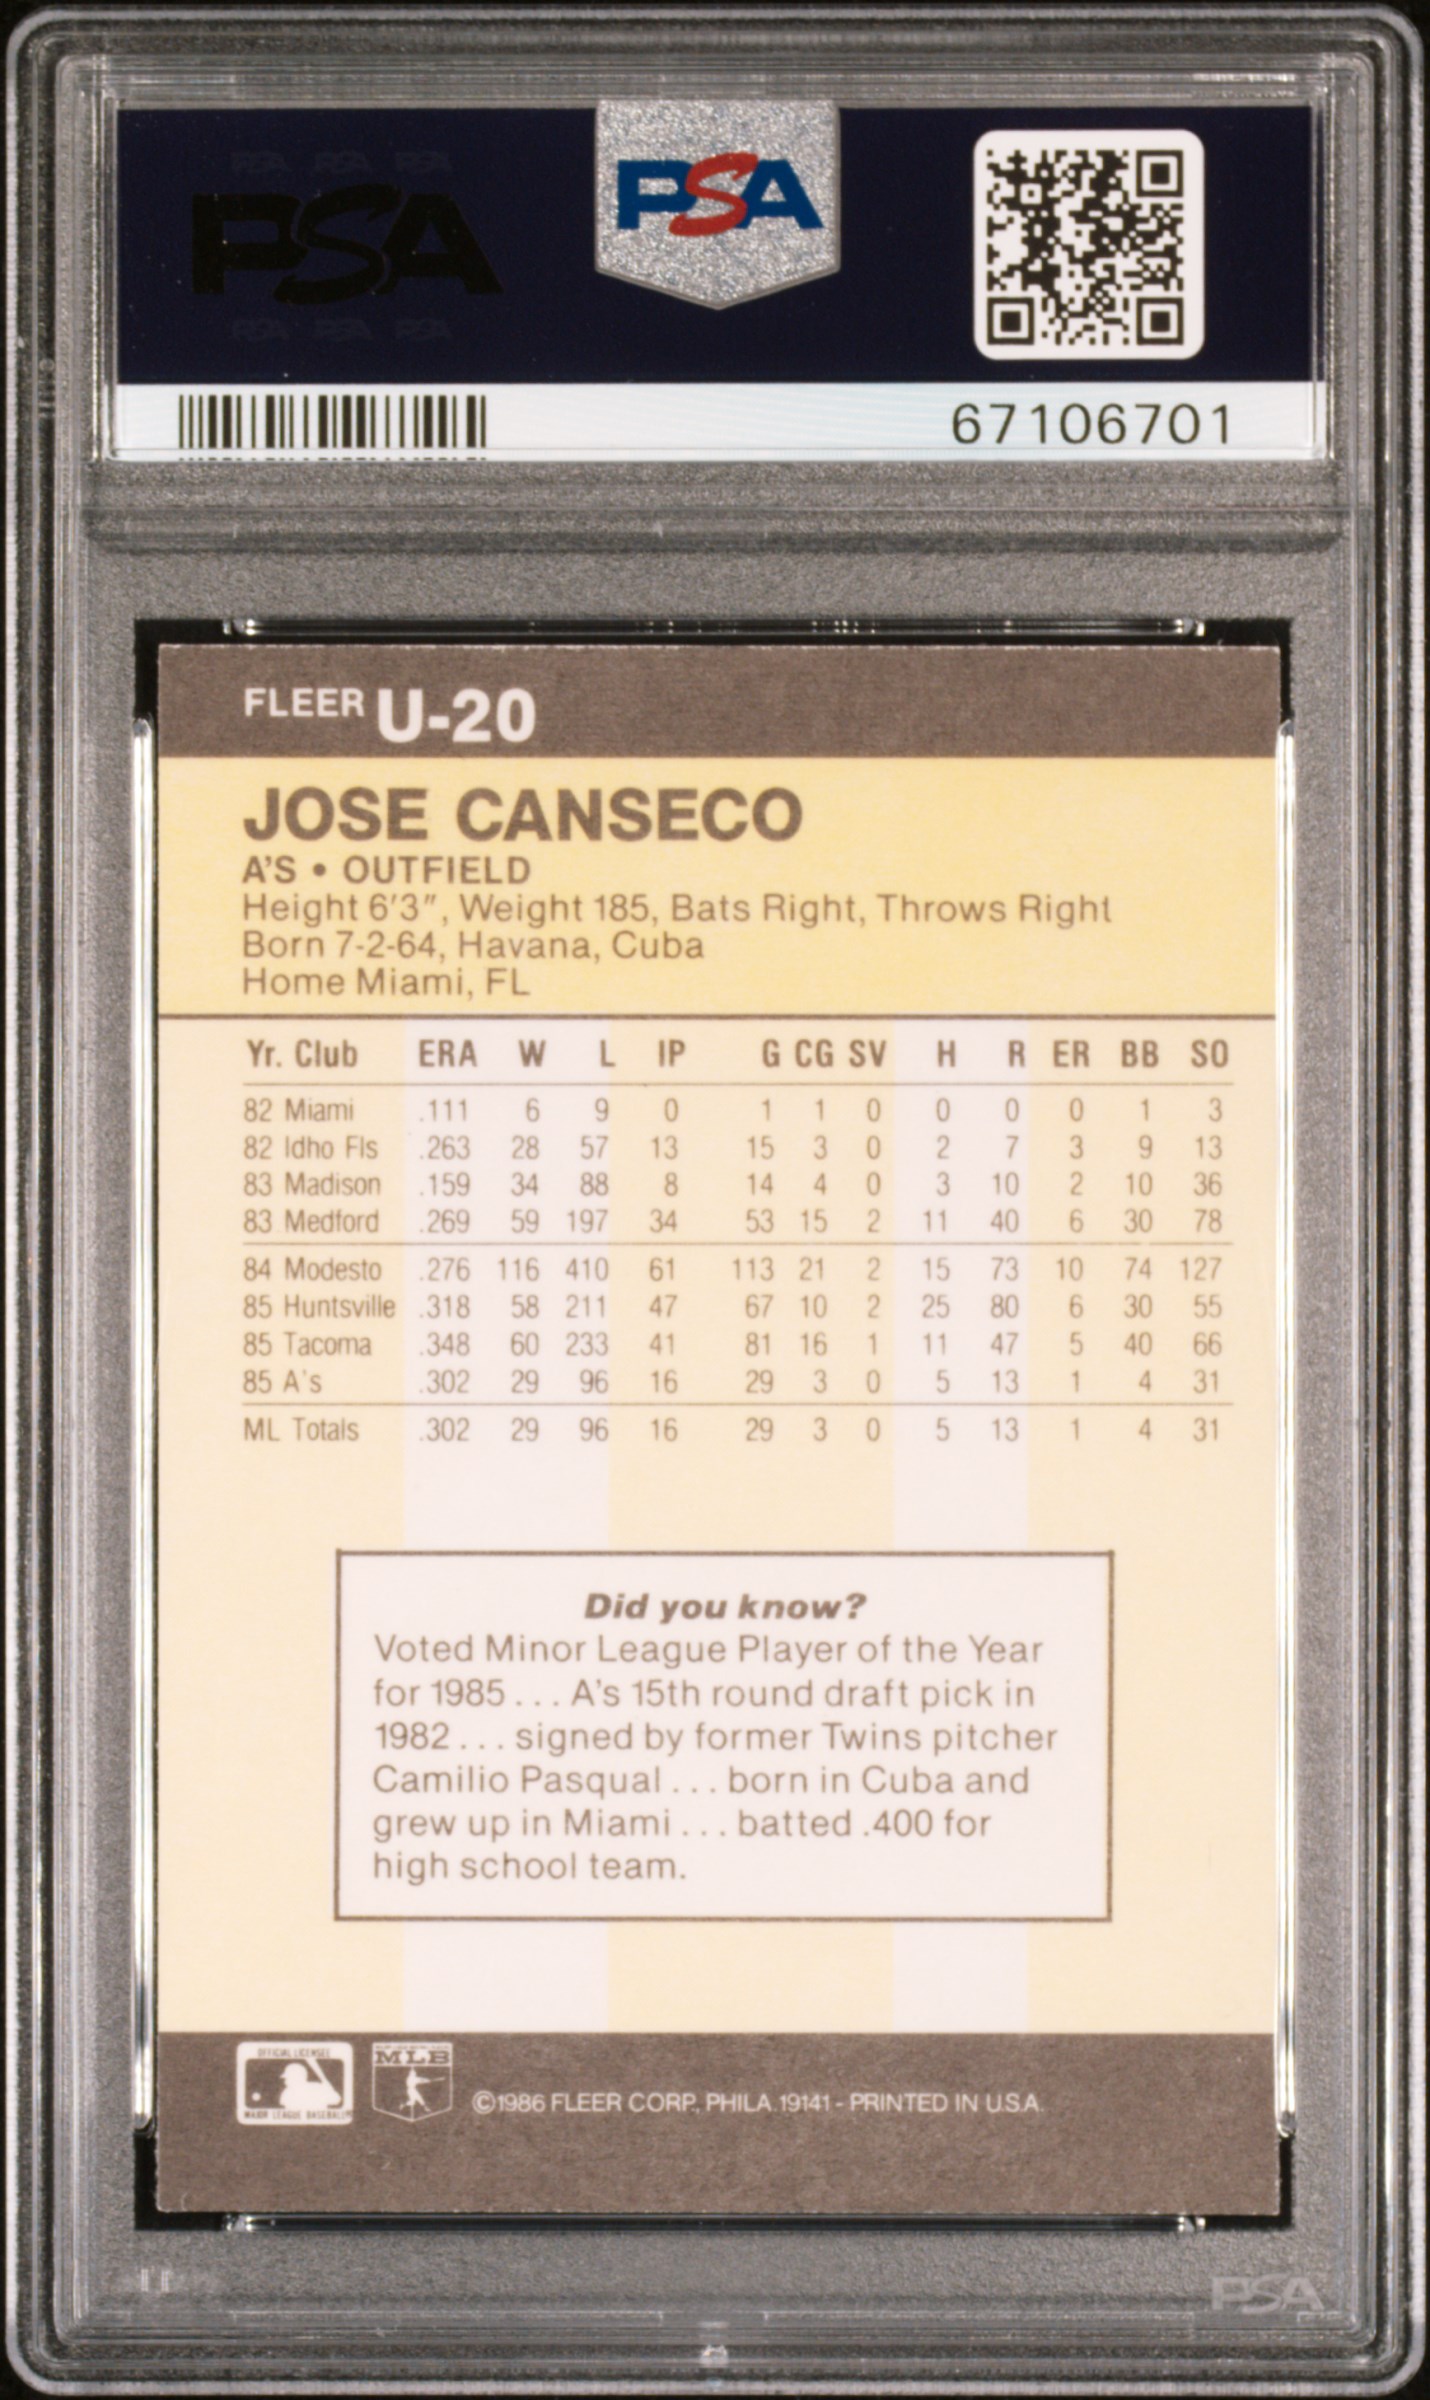 PSA PSA PSA
PSA
PSA PSA PSA
PSA
67106701
FLEER U-20
JOSE CANSECO
A'S • OUTFIELD
Height 6'3", Weight 185, Bats Right, Throws Right
Born 7-2-64, Havana, Cuba
Home Miami, FL
Yr. Club ERA W L IP G CG SV H R ER BB SO
82 Miami .111 6 9 0 1 1 0 0 0 0 1 3
82 Idho Fls .263 28 57 13 15 3 0 2 7 3 9 13
83 Madison .159 34 88 8 14 4 0 3 10 2 10 36
83 Medford .269 59 197 34 53 15 2 11 40 6 30 78
84 Modesto .276 116 410 61 113 21 2 15 73 10 74 127
85 Huntsville .318 58 211 47 67 10 2 25 80 6 30 55
85 Tacoma .348 60 233 41 81 16 1 11 47 5 40 66
85 A's .302 29 96 16 29 3 0 5 13 1 4 31
ML Totals .302 29 96 16 29 3 0 5 13 1 4 31
Did you know?
Voted Minor League Player of the Year
for 1985 . . . A's 15th round draft pick in
1982 . . . signed by former Twins pitcher
Camilio Pasqual . . . born in Cuba and
grew up in Miami . . . batted .400 for
high school team.
OFFICIAL LICENSEE
MAJOR LEAGUE BASEBALL
MLB
©1986 FLEER CORP., PHILA. 19141 - PRINTED IN U.S.A.
PSA